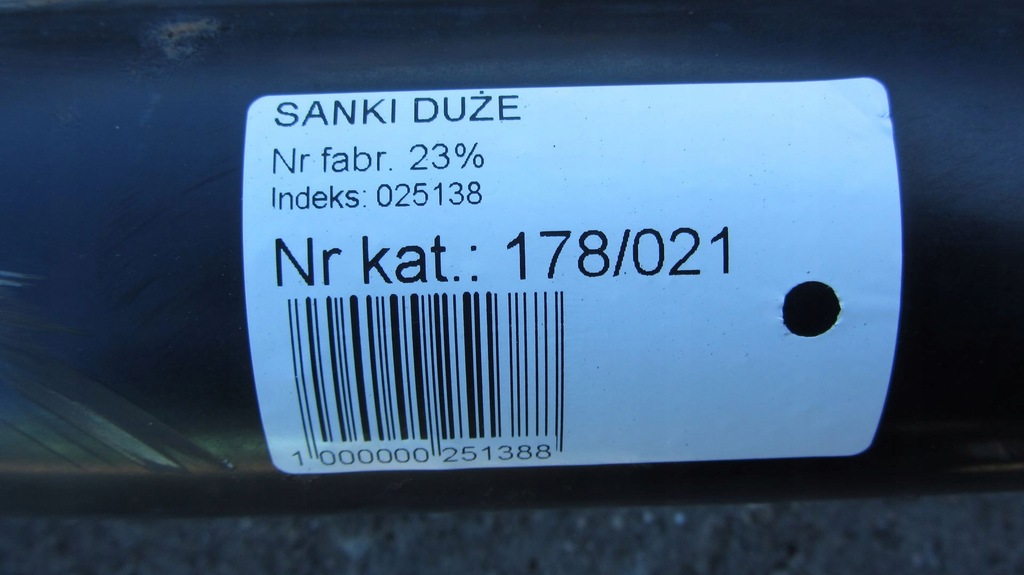 SANKI DUŻE
Nr fabr. 23%
Indeks: 025138
Nr kat.: 178/021
1 000000 251388